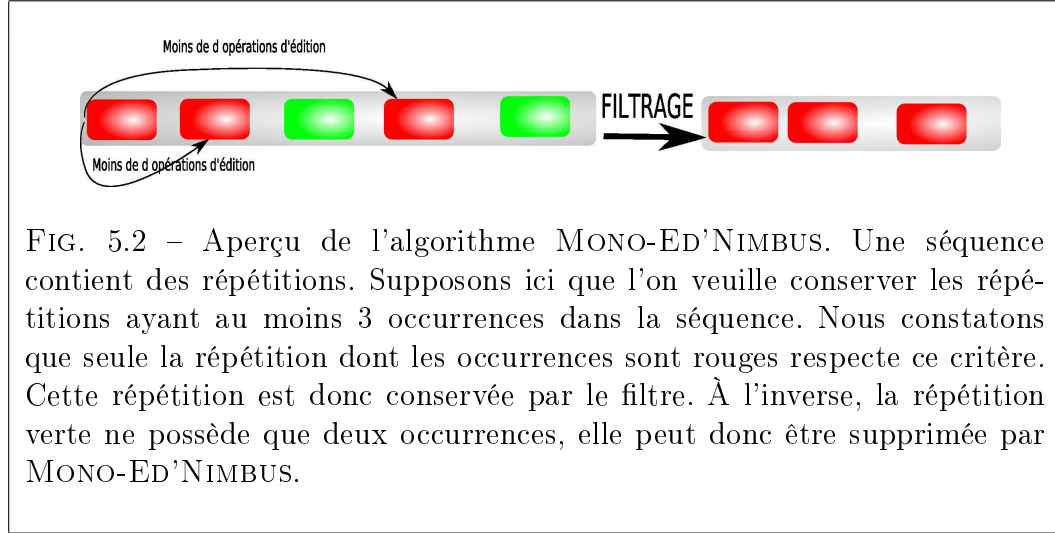 Moins de d opérations d'édition
FILTRAGE
Moins de d opérations d'édition
FIG. 5.2 – Aperçu de l'algorithme MONO-ED'NIMBUS. Une séquence
contient des répétitions. Supposons ici que l'on veuille conserver les répé-
titions ayant au moins 3 occurrences dans la séquence. Nous constatons
que seule la répétition dont les occurrences sont rouges respecte ce critère.
Cette répétition est donc conservée par le filtre. À l'inverse, la répétition
verte ne possède que deux occurrences, elle peut donc être supprimée par
MONO-ED'NIMBUS.